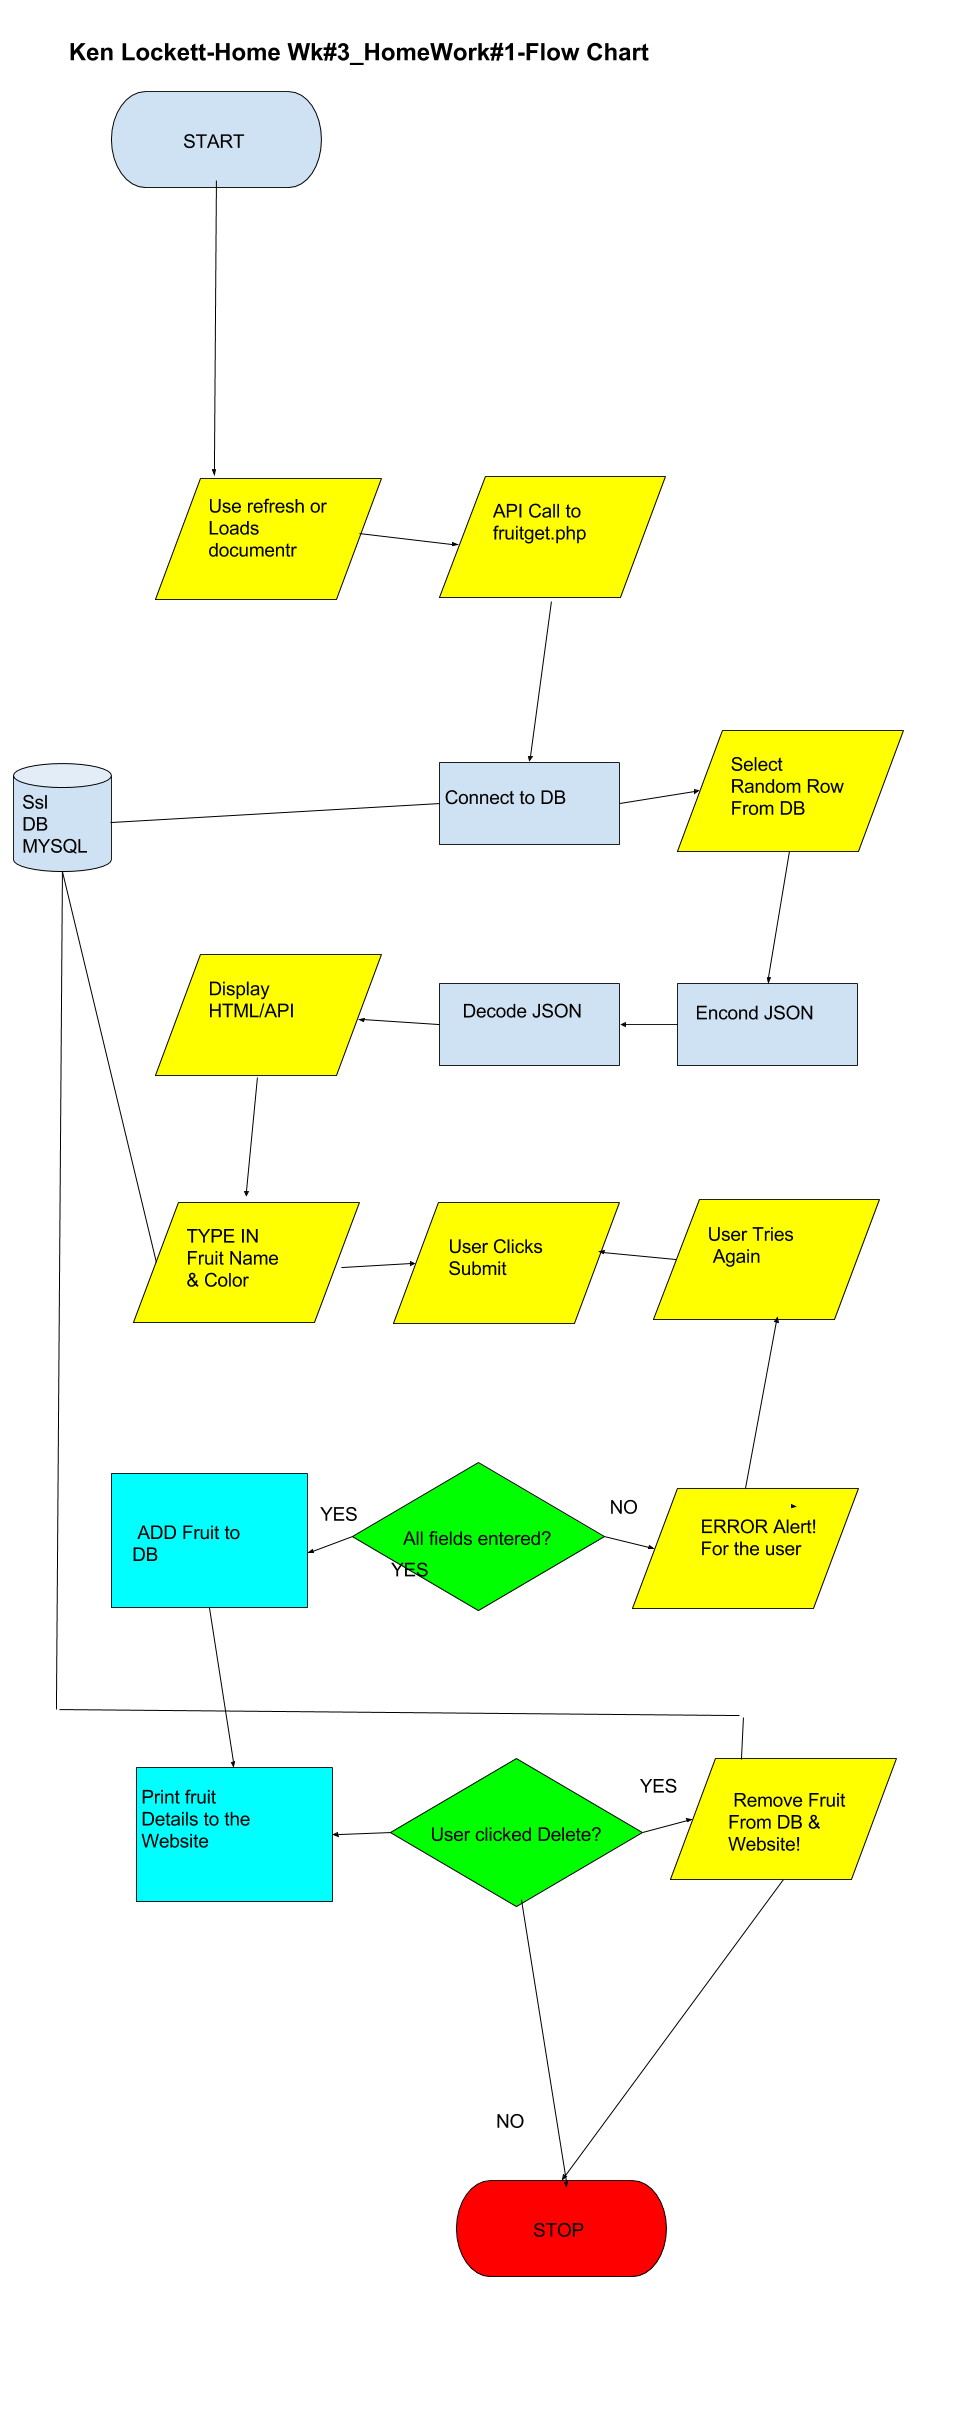 Ken Lockett-Home Wk#3_HomeWork#1-Flow Chart
START
Use refresh or
Loads
documentr
API Call to
fruitget.php
Ssl
DB
MYSQL
Connect to DB
Select
Random Row
From DB
Display
HTML/API
Decode JSON
Encond JSON
TYPE IN
Fruit Name
& Color
User Clicks
Submit
User Tries
Again
ADD Fruit to
DB
YES
All fields entered?
YES
NO
ERROR Alert!
For the user
Print fruit
Details to the
Website
User clicked Delete?
YES
Remove Fruit
From DB &
Website!
NO
STOP